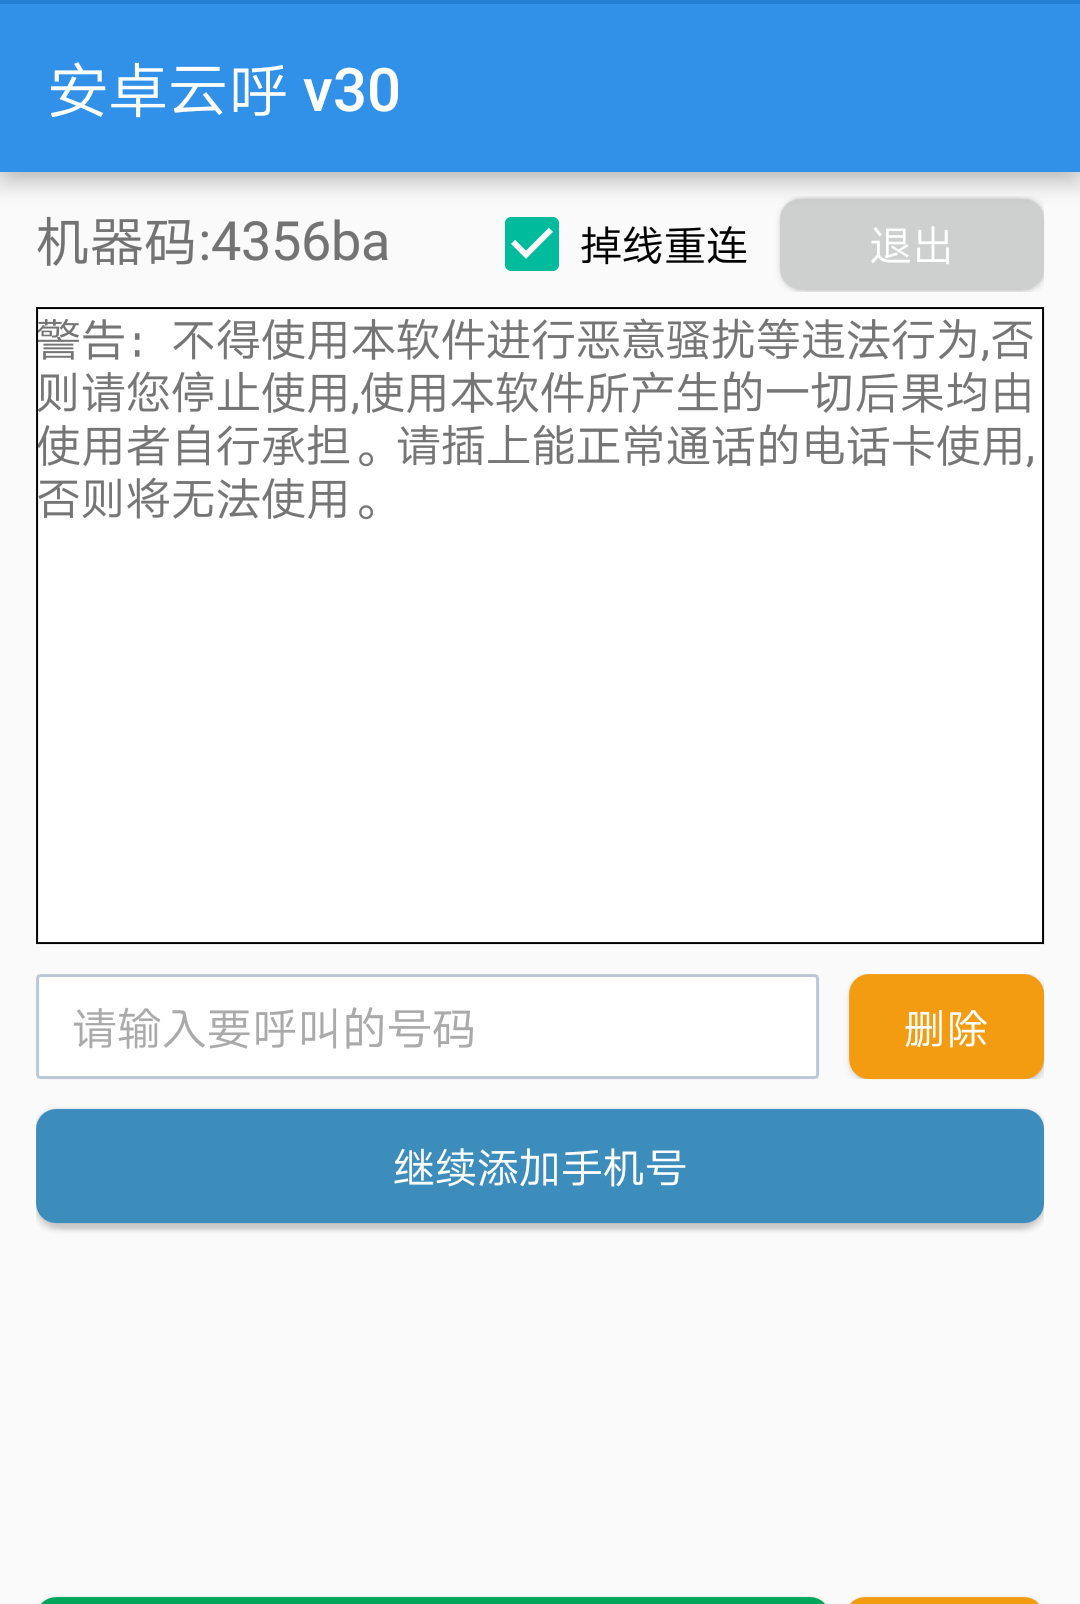 安卓云呼 v30
机器码:4356ba
掉线重连
退出
警告：不得使用本软件进行恶意骚扰等违法行为,否
则请您停止使用,使用本软件所产生的一切后果均由
使用者自行承担。请插上能正常通话的电话卡使用,
否则将无法使用。
请输入要呼叫的号码
删除
继续添加手机号